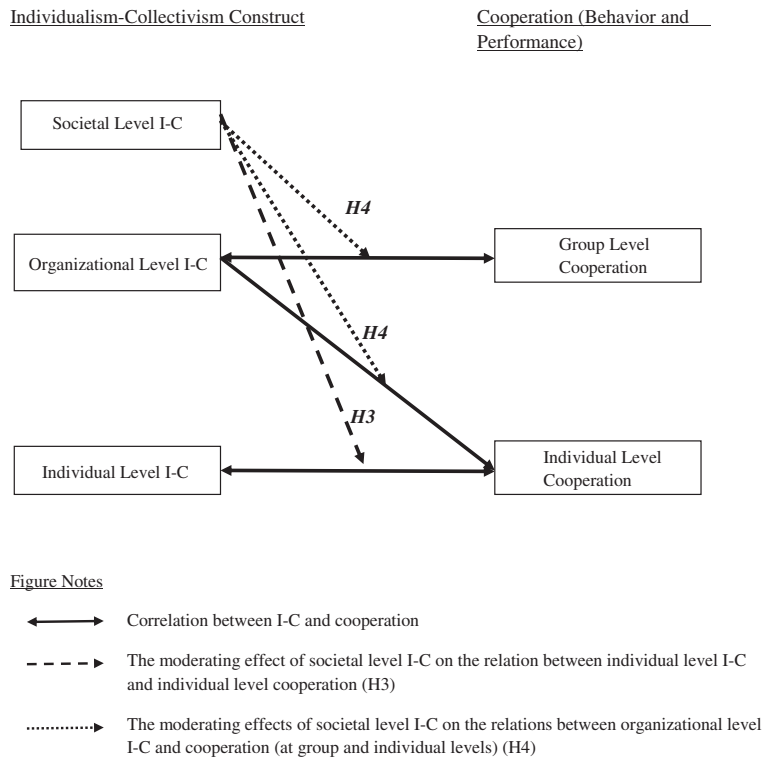 Individualism-Collectivism Construct
Cooperation (Behavior and
Performance)
Societal Level I-C
H4
Organizational Level I-C
Group Level
Cooperation
H4
H3
Individual Level I-C
Individual Level
Cooperation
Figure Notes
Correlation between I-C and cooperation
The moderating effect of societal level I-C on the relation between individual level I-C
and individual level cooperation (H3)
The moderating effects of societal level I-C on the relations between organizational level
I-C and cooperation (at group and individual levels) (H4)